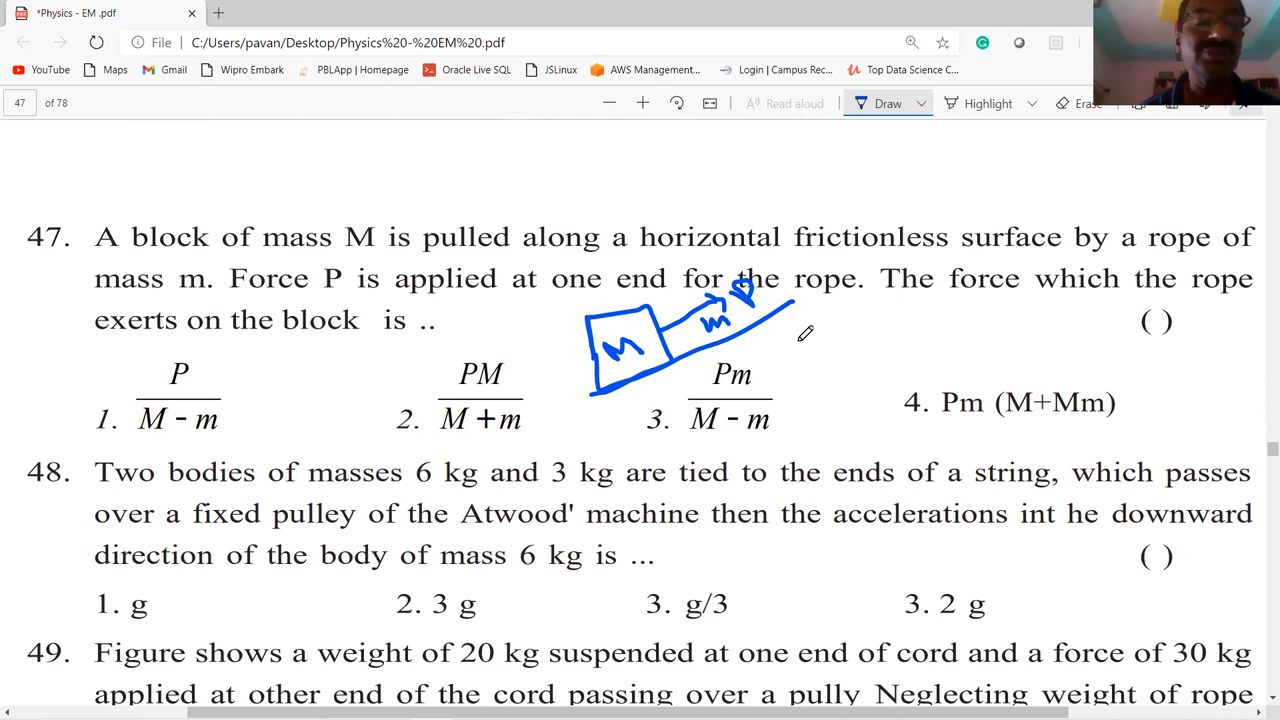 *Physics - EM .pdf
File C:/Users/pavan/Desktop/Physics%20-%20EM%20.pdf
YouTube Maps Gmail Wipro Embark PBLApp | Homepage Oracle Live SQL JSLinux AWS Management... Login | Campus Rec... Top Data Science C...
47 of 78 Read aloud Draw Highlight Erase
47. A block of mass M is pulled along a horizontal frictionless surface by a rope of
mass m. Force P is applied at one end for the rope. The force which the rope
exerts on the block is .. ( )
M m P
1. P / M - m 2. PM / M + m 3. Pm / M - m 4. Pm (M+Mm)
48. Two bodies of masses 6 kg and 3 kg are tied to the ends of a string, which passes
over a fixed pulley of the Atwood' machine then the accelerations int he downward
direction of the body of mass 6 kg is ... ( )
1. g 2. 3 g 3. g/3 3. 2 g
49. Figure shows a weight of 20 kg suspended at one end of cord and a force of 30 kg
applied at other end of the cord passing over a pully Neglecting weight of rope